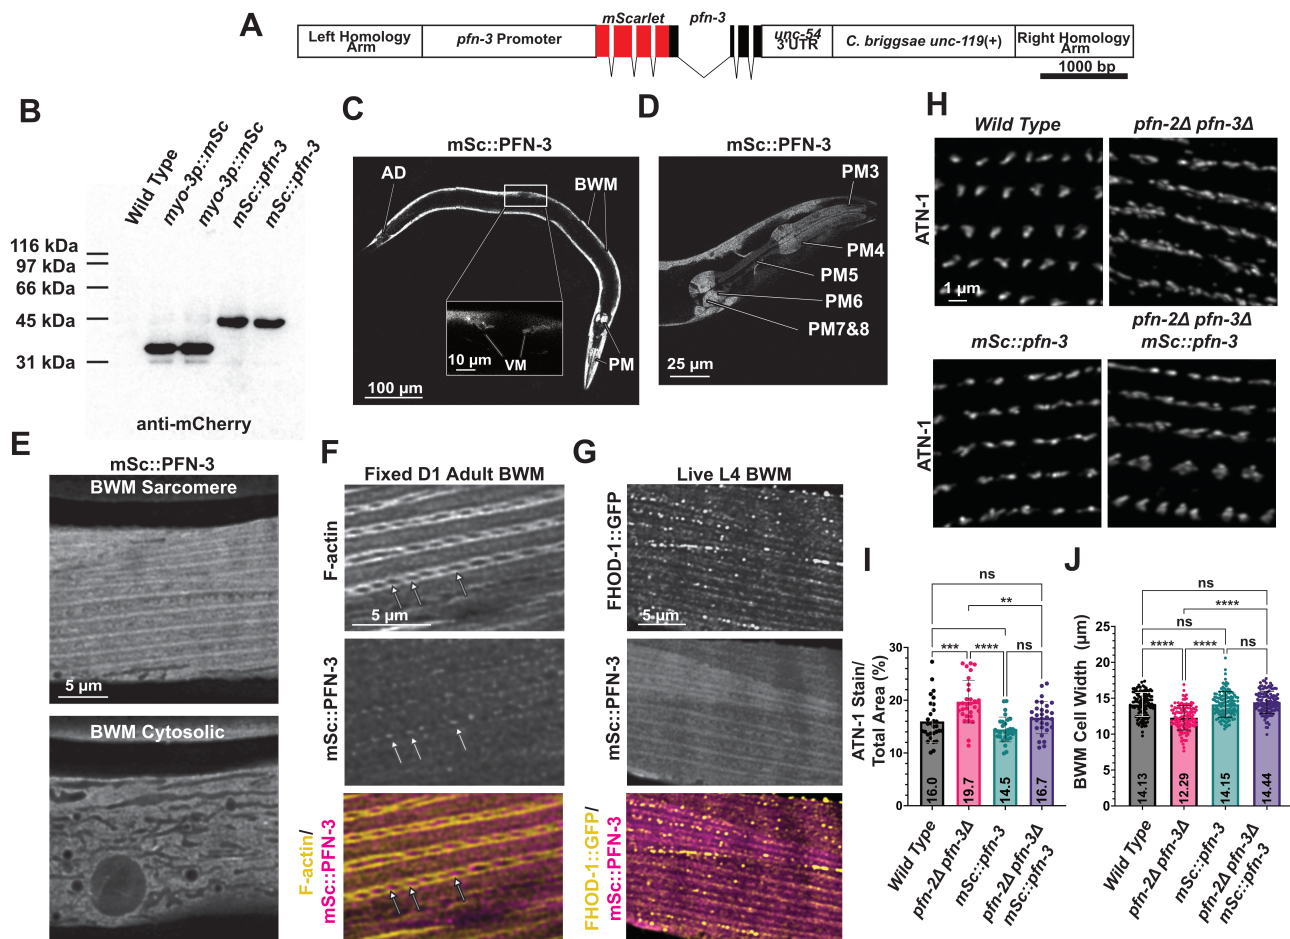 A
Left Homology
Arm
pfn-3 Promoter
mScarlet
pfn-3
unc-54
3'UTR
C. briggsae unc-119(+)
Right Homology
Arm
1000 bp
B
Wild Type
myo-3p::mSc
myo-3p::mSc
mSc::pfn-3
mSc::pfn-3
116 kDa
97 kDa
66 kDa
45 kDa
31 kDa
anti-mCherry
C
mSc::PFN-3
AD
BWM
10 µm
VM
PM
100 µm
D
mSc::PFN-3
PM3
PM4
PM5
PM6
PM7&8
25 µm
E
mSc::PFN-3
BWM Sarcomere
5 µm
BWM Cytosolic
F
Fixed D1 Adult BWM
F-actin
5 µm
mSc::PFN-3
F-actin/
mSc::PFN-3
G
Live L4 BWM
FHOD-1::GFP
5 µm
mSc::PFN-3
FHOD-1::GFP/
mSc::PFN-3
H
Wild Type
pfn-2Δ pfn-3Δ
ATN-1
1 µm
mSc::pfn-3
pfn-2Δ pfn-3Δ
mSc::pfn-3
ATN-1
I
ns
**
*** **** ns
ATN-1 Stain/
Total Area (%)
30
20
10
0
16.0
19.7
14.5
16.7
Wild Type
pfn-2Δ pfn-3Δ
mSc::pfn-3
pfn-2Δ pfn-3Δ
mSc::pfn-3
J
ns
****
ns
**** **** ns
BWM Cell Width (µm)
25
20
15
10
5
0
14.13
12.29
14.15
14.44
Wild Type
pfn-2Δ pfn-3Δ
mSc::pfn-3
pfn-2Δ pfn-3Δ
mSc::pfn-3